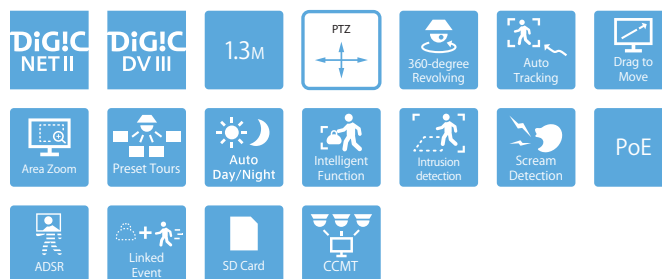 DiG!C
NET II
DiG!C
DV III
1.3M
PTZ
360-degree
Revolving
Auto
Tracking
Drag to
Move
Area Zoom
Preset Tours
Auto
Day/Night
Intelligent
Function
Intrusion
detection
Scream
Detection
PoE
ADSR
Linked
Event
SD Card
CCMT